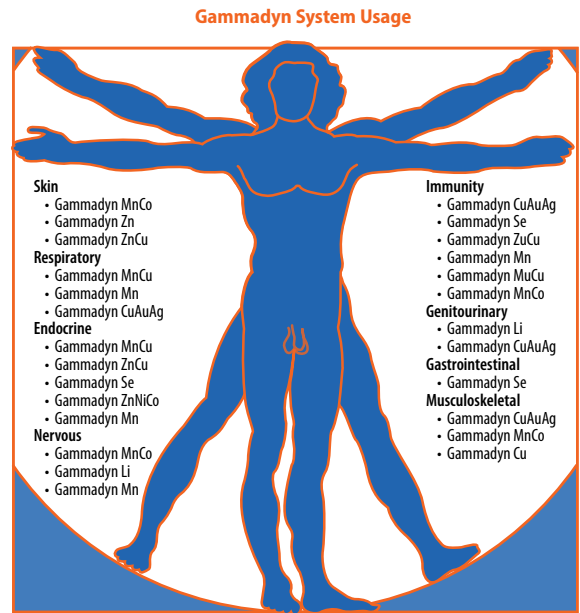 Gammadyn System Usage
Skin
• Gammadyn MnCo
• Gammadyn Zn
• Gammadyn ZnCu
Respiratory
• Gammadyn MnCu
• Gammadyn Mn
• Gammadyn CuAuAg
Endocrine
• Gammadyn MnCu
• Gammadyn ZnCu
• Gammadyn Se
• Gammadyn ZnNiCo
• Gammadyn Mn
Nervous
• Gammadyn MnCo
• Gammadyn Li
• Gammadyn Mn
Immunity
• Gammadyn CuAuAg
• Gammadyn Se
• Gammadyn ZuCu
• Gammadyn Mn
• Gammadyn MuCu
• Gammadyn MnCo
Genitourinary
• Gammadyn Li
• Gammadyn CuAuAg
Gastrointestinal
• Gammadyn Se
Musculoskeletal
• Gammadyn CuAuAg
• Gammadyn MnCo
• Gammadyn Cu